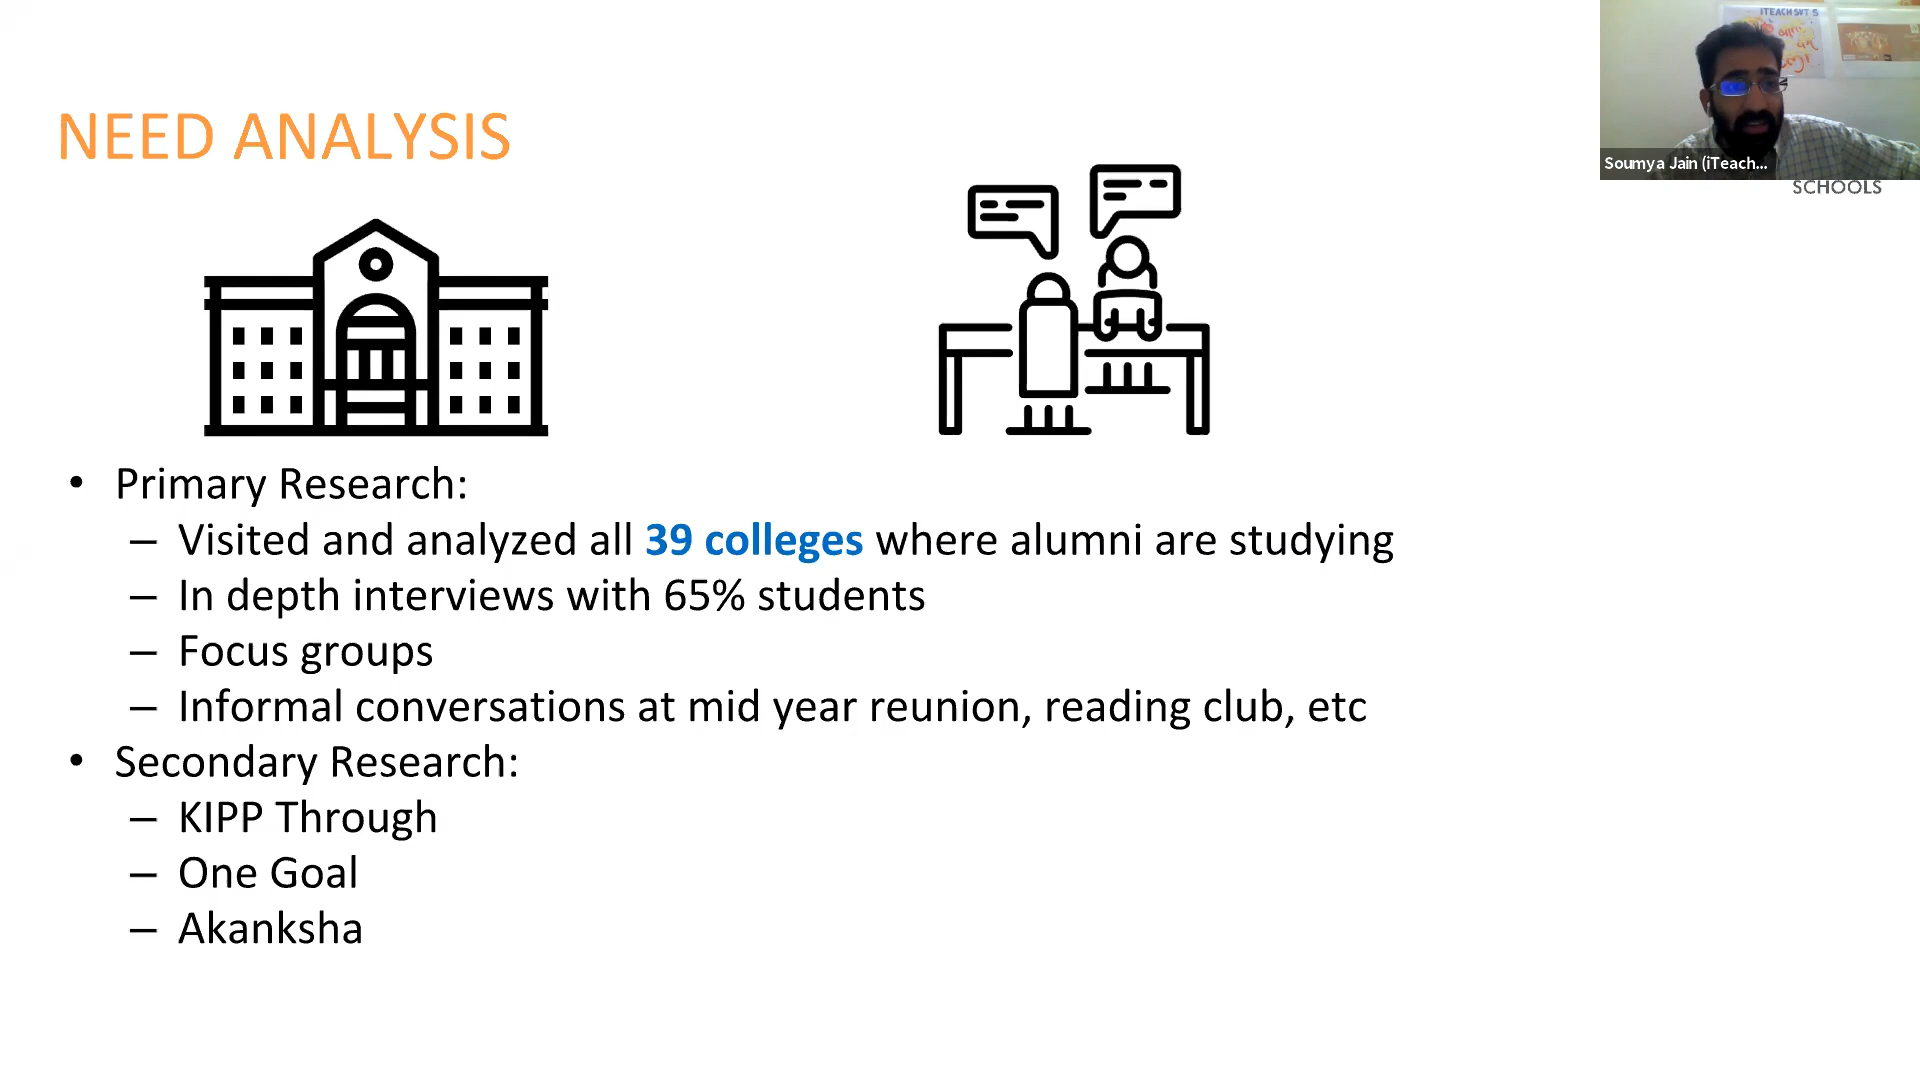 NEED ANALYSIS
ITEACH SVT S
Soumya Jain (iTeach...
SCHOOLS
• Primary Research:
– Visited and analyzed all 39 colleges where alumni are studying
– In depth interviews with 65% students
– Focus groups
– Informal conversations at mid year reunion, reading club, etc
• Secondary Research:
– KIPP Through
– One Goal
– Akanksha